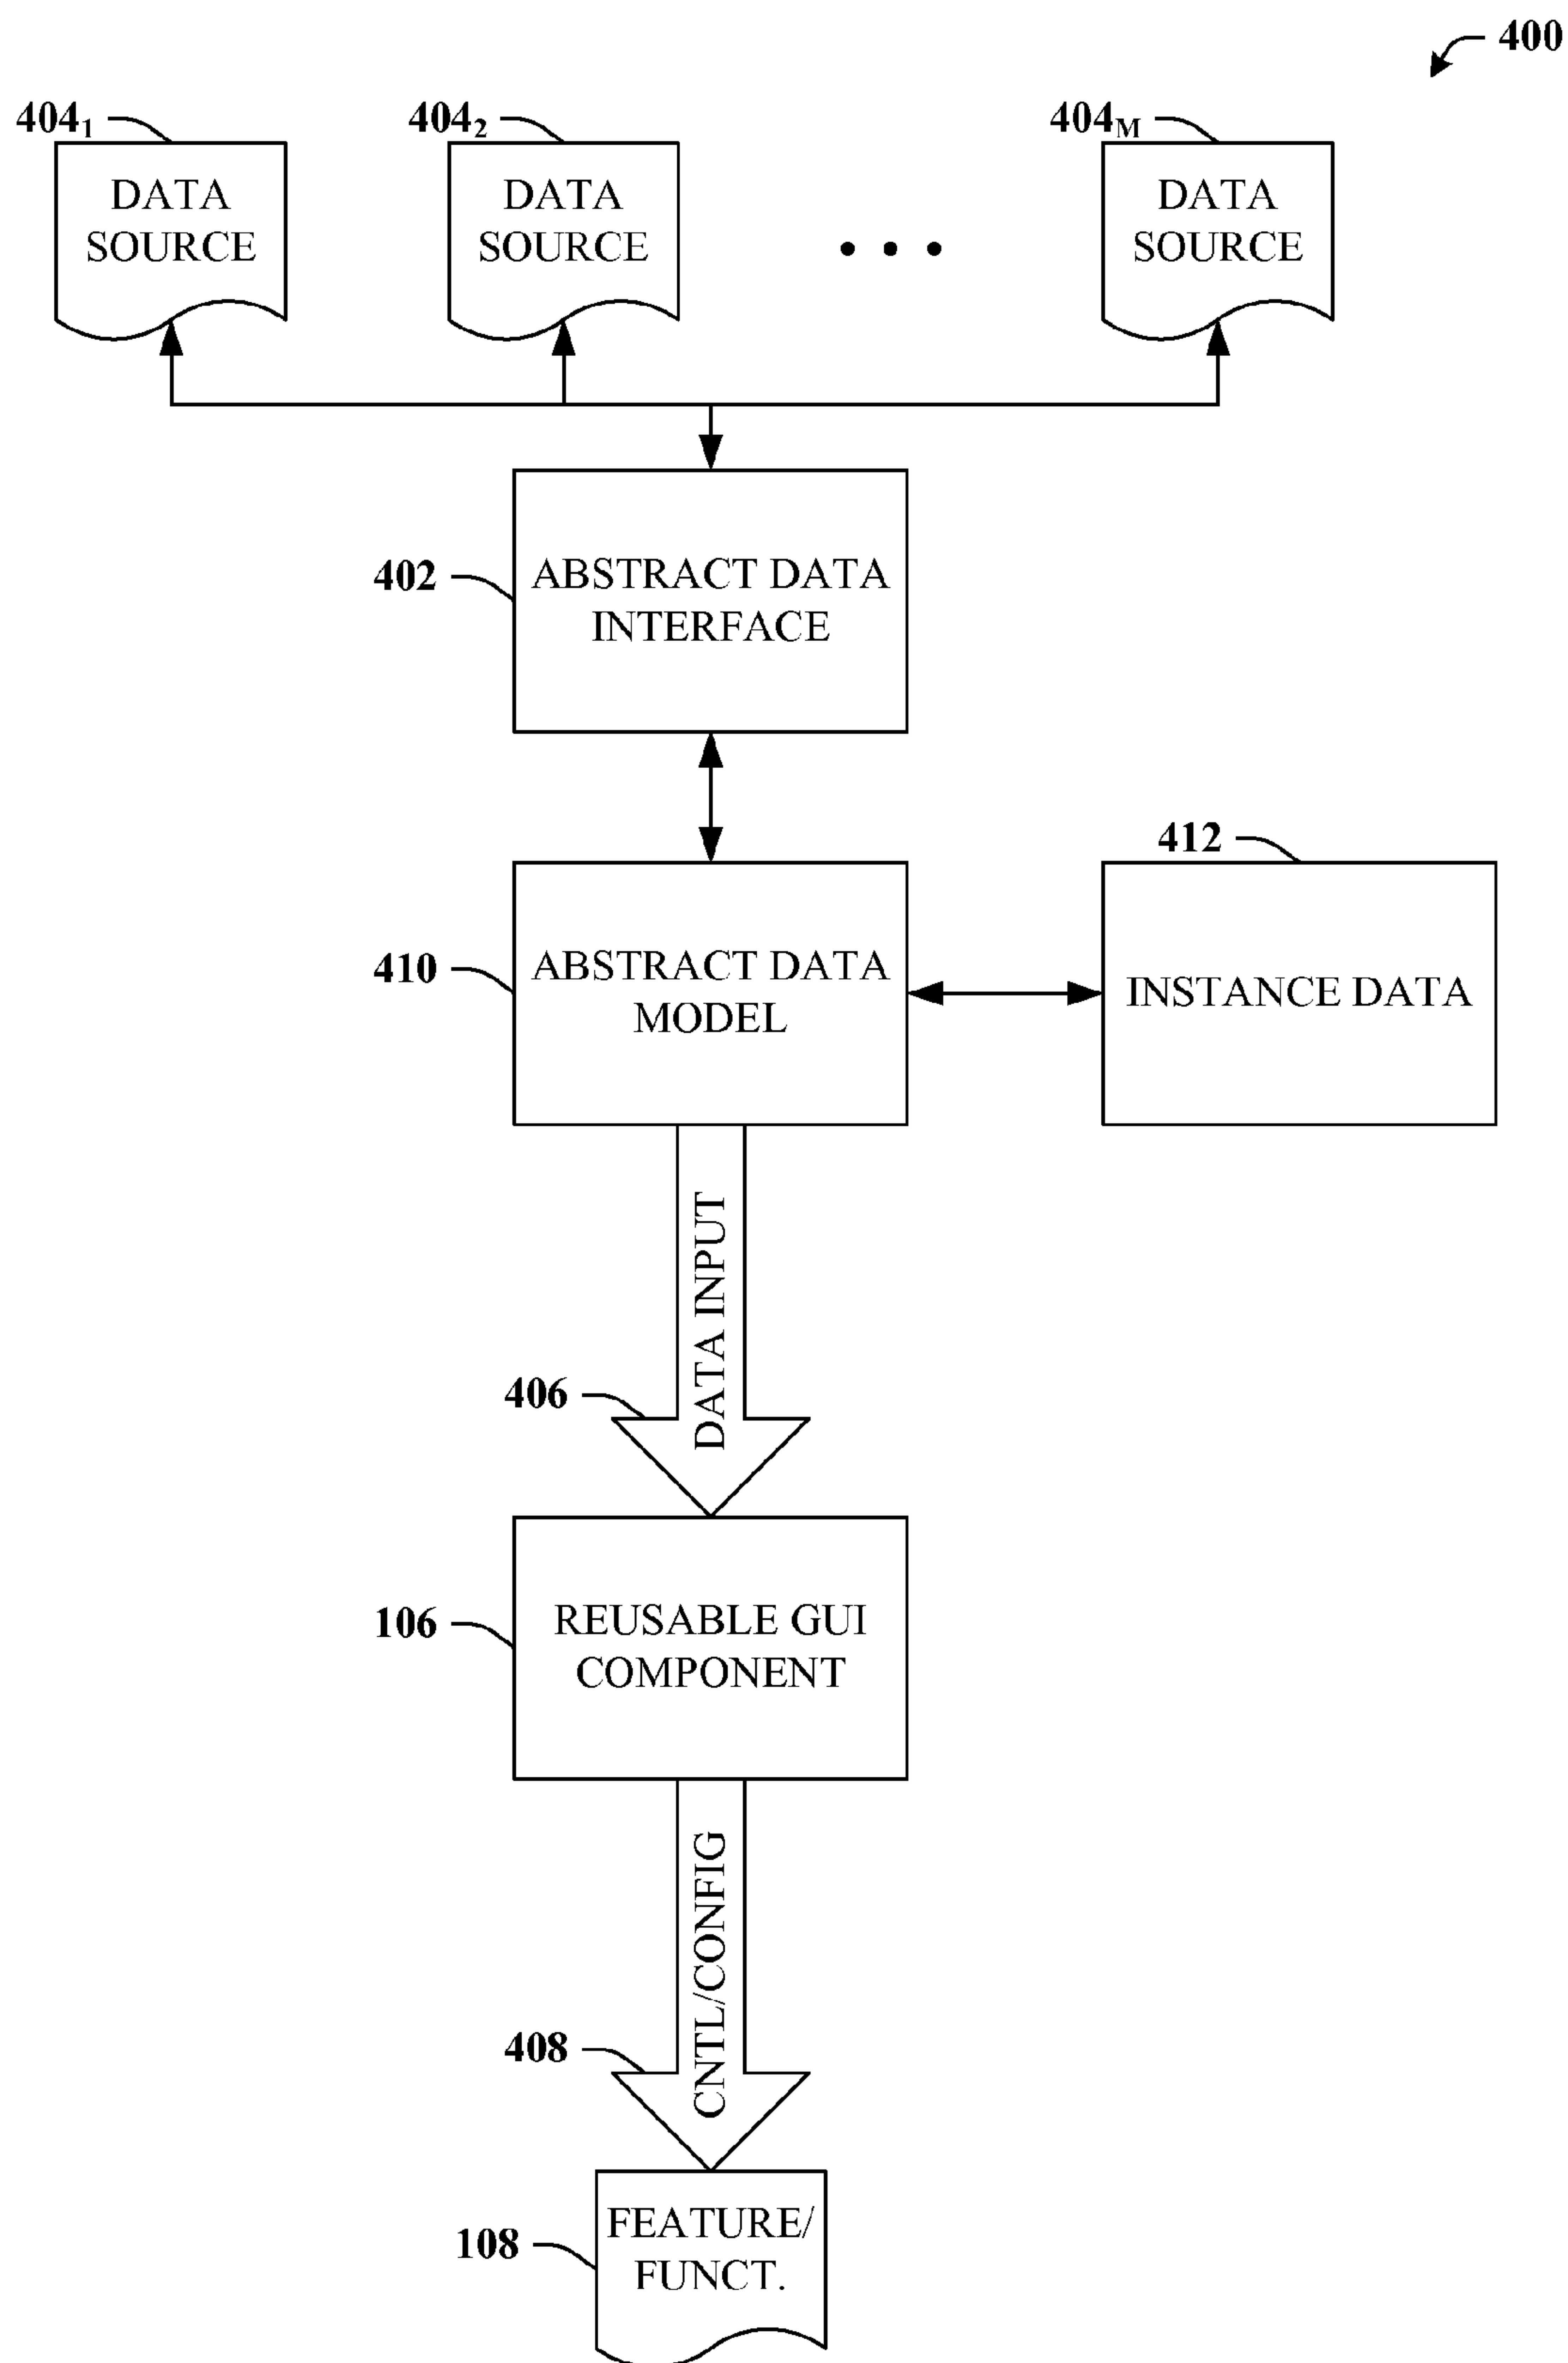 400
404₁
404₂
404M
DATA
SOURCE
DATA
SOURCE
• • •
DATA
SOURCE
402
ABSTRACT DATA
INTERFACE
412
410
ABSTRACT DATA
MODEL
INSTANCE DATA
DATA INPUT
406
106
REUSABLE GUI
COMPONENT
CNTL/CONFIG
408
108
FEATURE/
FUNCT.